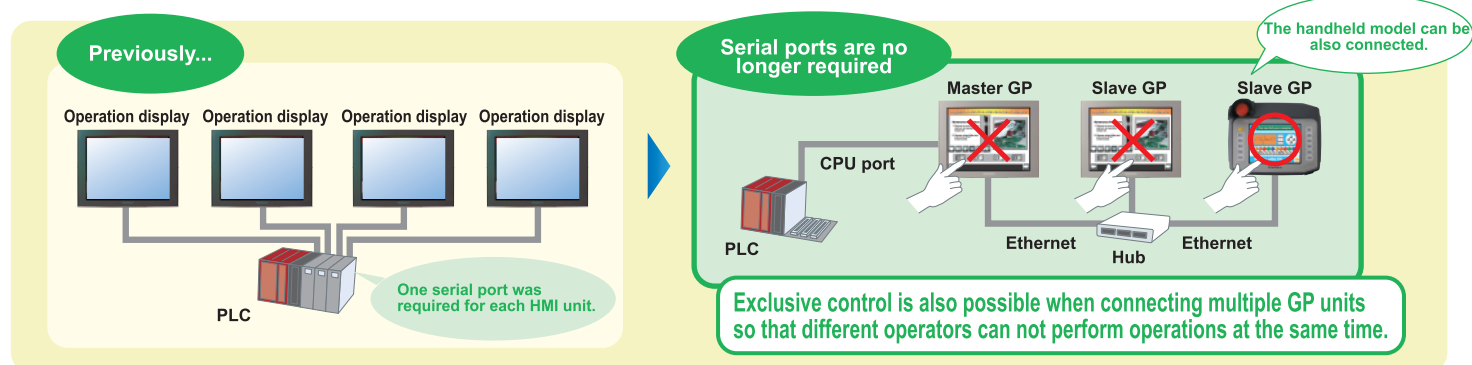 Previously...
Operation display
Operation display
Operation display
Operation display
PLC
One serial port was
required for each HMI unit.
Serial ports are no
longer required
The handheld model can be
also connected.
Master GP
Slave GP
Slave GP
CPU port
PLC
Ethernet
Hub
Ethernet
Exclusive control is also possible when connecting multiple GP units
so that different operators can not perform operations at the same time.